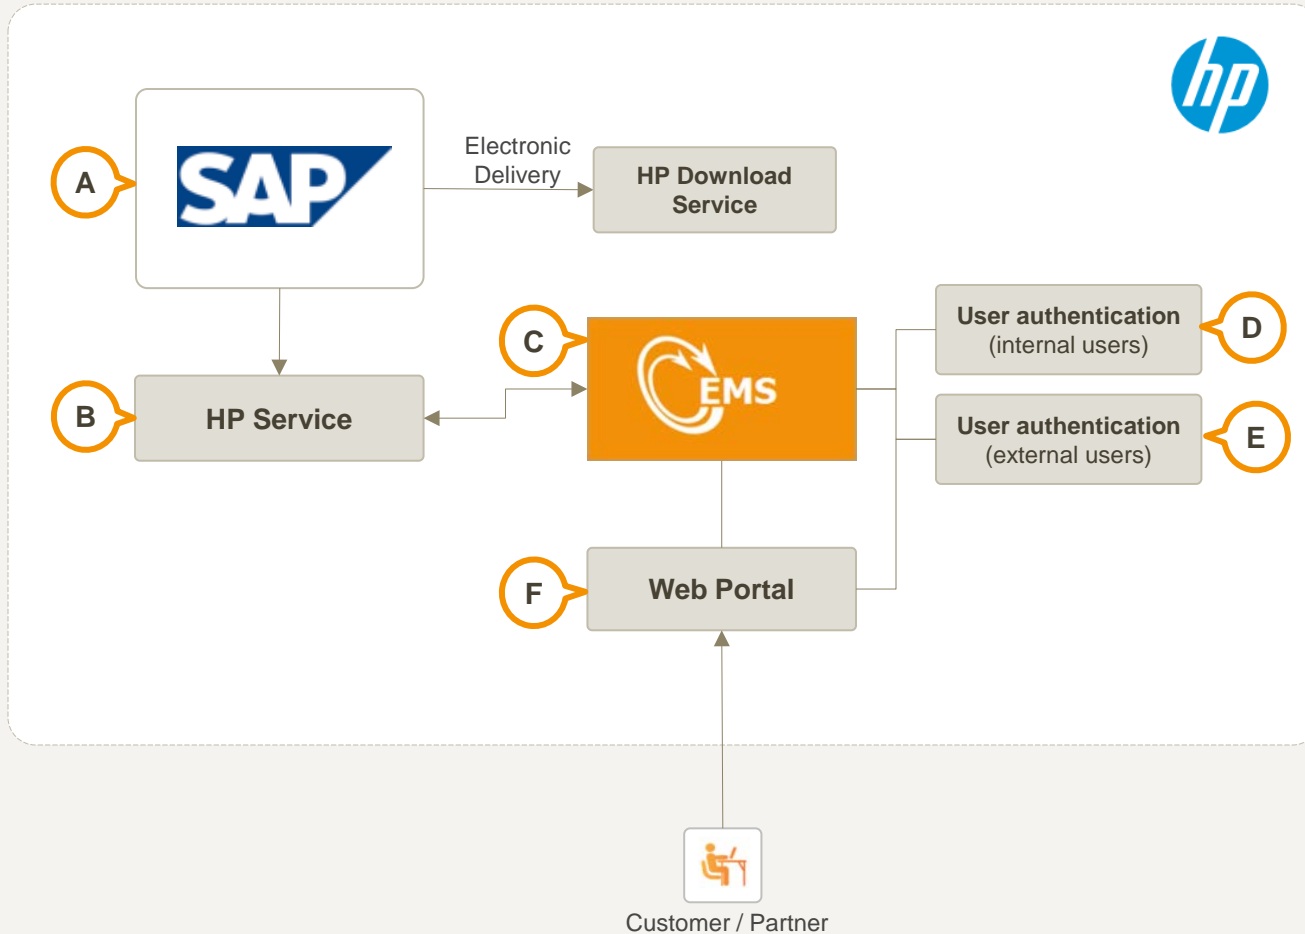 hp
A
SAP
Electronic
Delivery
HP Download
Service
C
EMS
User authentication
(internal users)
D
B
HP Service
User authentication
(external users)
E
F
Web Portal
Customer / Partner